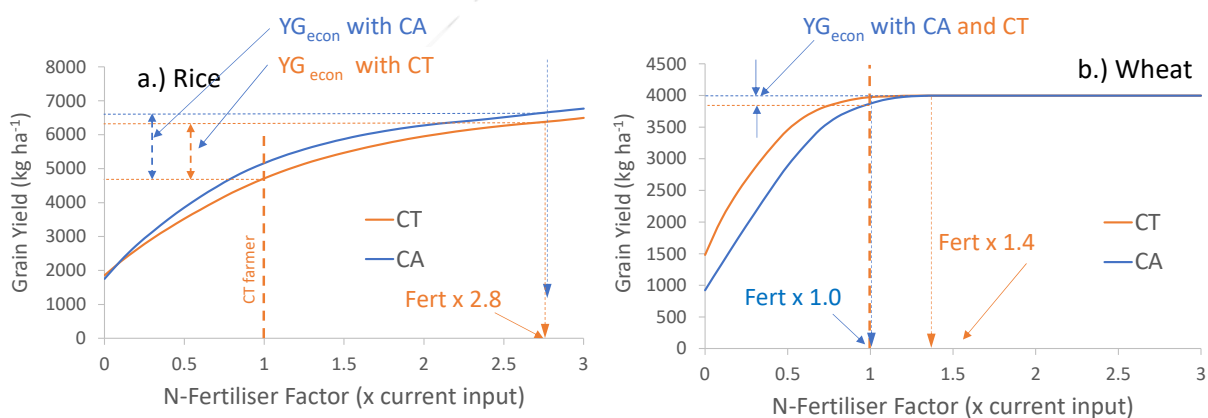 YGecon with CA
YG econ with CT
a.) Rice
8000
7000
6000
5000
4000
3000
2000
1000
0
Grain Yield (kg ha-1)
CT farmer
CT
CA
Fert x 2.8
0
0.5
1
1.5
2
2.5
3
N-Fertiliser Factor (x current input)
YGecon with CA and CT
b.) Wheat
4500
4000
3500
3000
2500
2000
1500
1000
500
0
Grain Yield (kg ha-1)
CT
CA
Fert x 1.4
Fert x 1.0
0
0.5
1
1.5
2
2.5
3
N-Fertiliser Factor (x current input)